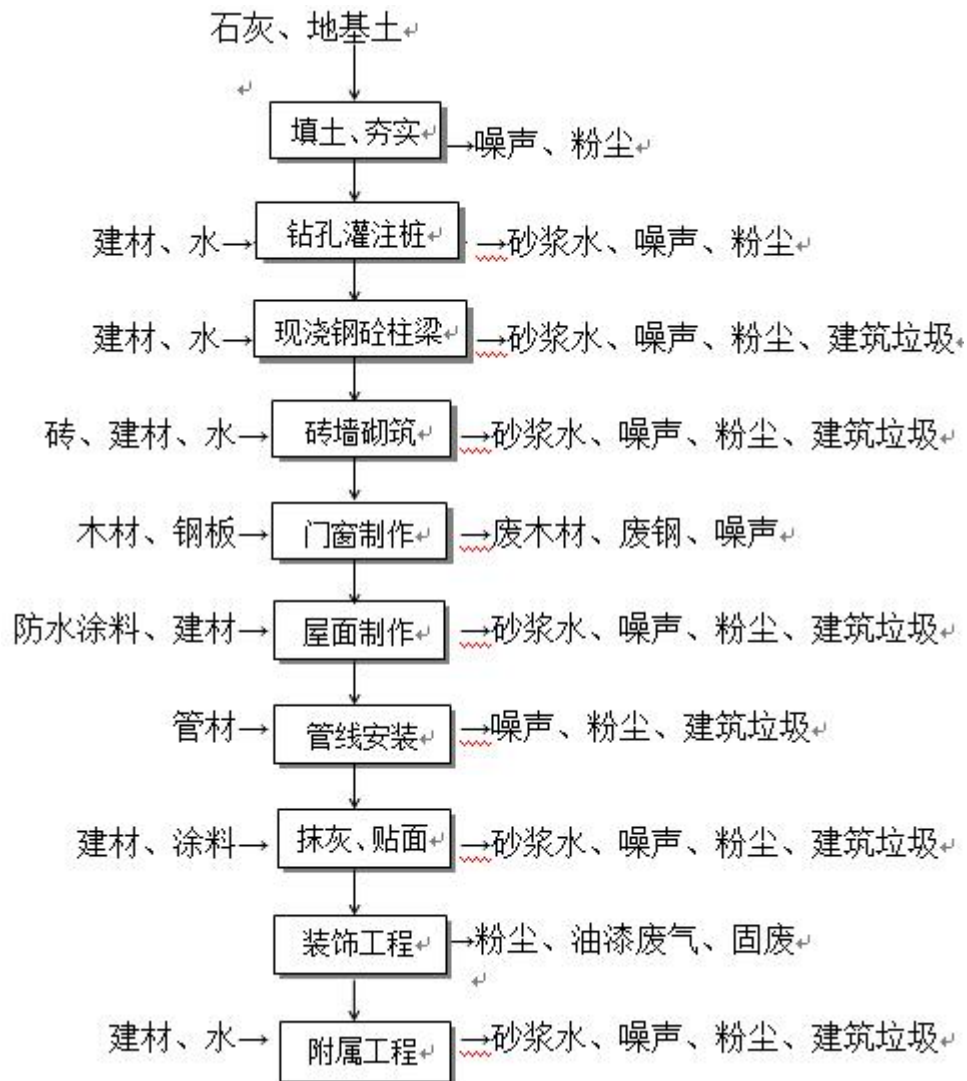 石灰、地基土
填土、夯实 →噪声、粉尘
建材、水→ 钻孔灌注桩 →砂浆水、噪声、粉尘
建材、水→ 现浇钢砼柱梁 →砂浆水、噪声、粉尘、建筑垃圾
砖、建材、水→ 砖墙砌筑 →砂浆水、噪声、粉尘、建筑垃圾
木材、钢板→ 门窗制作 →废木材、废钢、噪声
防水涂料、建材→ 屋面制作 →砂浆水、噪声、粉尘、建筑垃圾
管材→ 管线安装 →噪声、粉尘、建筑垃圾
建材、涂料→ 抹灰、贴面 →砂浆水、噪声、粉尘、建筑垃圾
装饰工程 →粉尘、油漆废气、固废
建材、水→ 附属工程 →砂浆水、噪声、粉尘、建筑垃圾